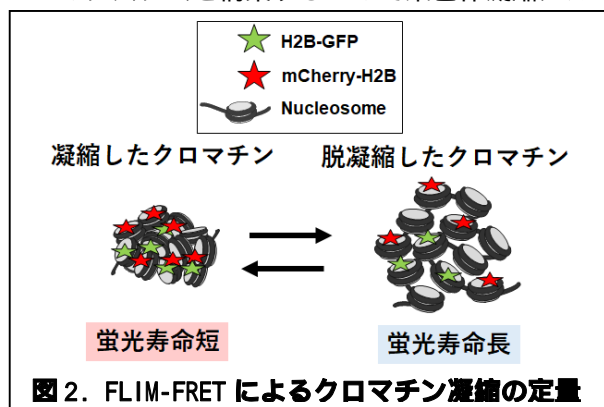 H2B-GFP
mCherry-H2B
Nucleosome
凝縮したクロマチン 脱凝縮したクロマチン
蛍光寿命短 蛍光寿命長
図2. FLIM-FRET によるクロマチン凝縮の定量